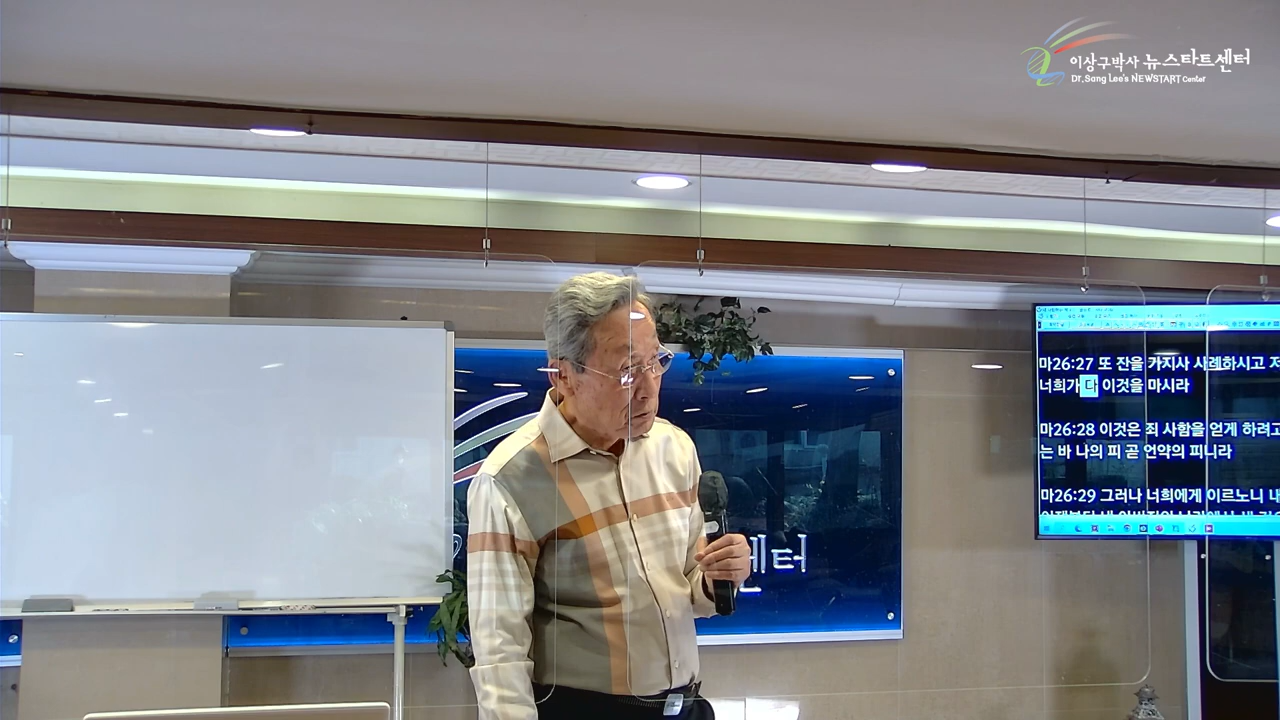 이상구박사 뉴스타트센터
Dr.Sang Lee's NEWSTART Center
마26:27 또 잔을 가지사 사례하시고 저
너희가 다 이것을 마시라
마26:28 이것은 죄 사함을 얻게 하려고
는 바 나의 피 곧 언약의 피니라
마26:29 그러나 너희에게 이르노니 내
센터